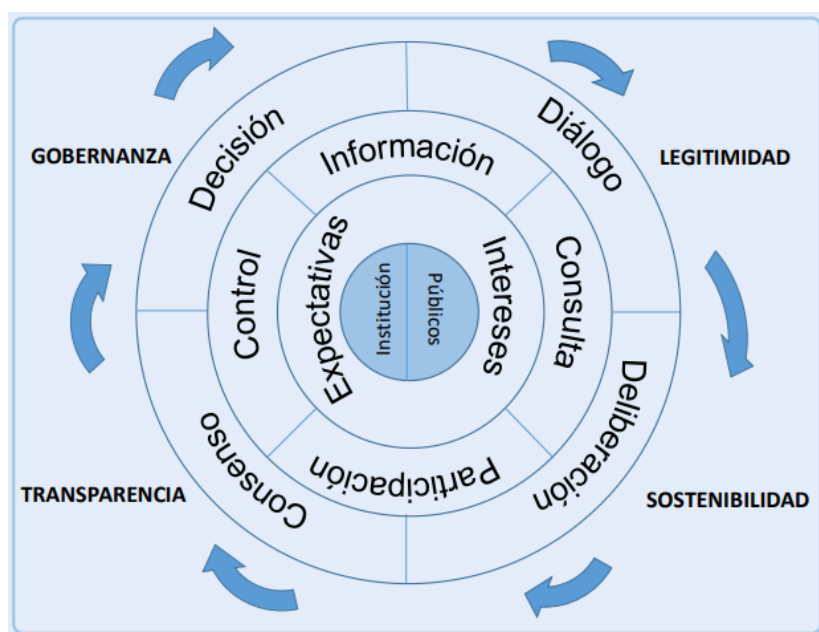 Decisión
Diálogo
GOBERNANZA
Información
LEGITIMIDAD
Control
Expectativas
Institución
Públicos
Intereses
Consulta
Consenso
Participación
Deliberación
TRANSPARENCIA
SOSTENIBILIDAD